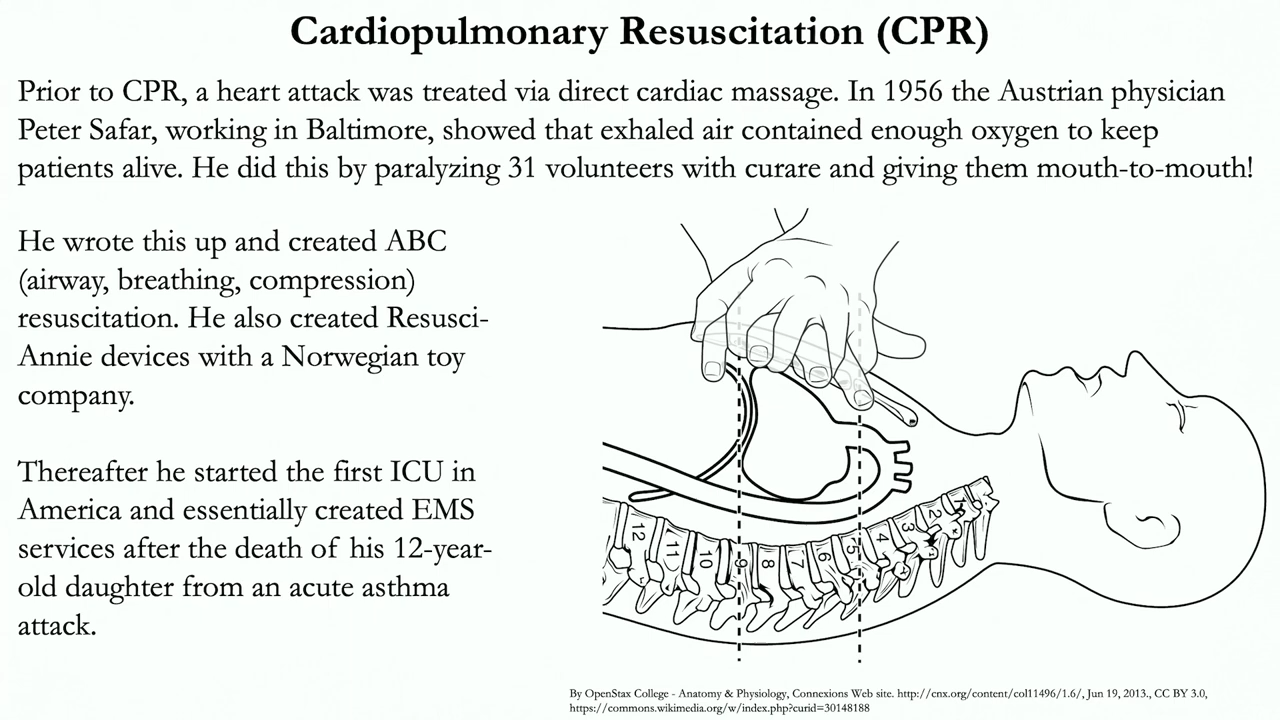 Cardiopulmonary Resuscitation (CPR)
Prior to CPR, a heart attack was treated via direct cardiac massage. In 1956 the Austrian physician
Peter Safar, working in Baltimore, showed that exhaled air contained enough oxygen to keep
patients alive. He did this by paralyzing 31 volunteers with curare and giving them mouth-to-mouth!
He wrote this up and created ABC
(airway, breathing, compression)
resuscitation. He also created Resusci-
Annie devices with a Norwegian toy
company.
Thereafter he started the first ICU in
America and essentially created EMS
services after the death of his 12-year-
old daughter from an acute asthma
attack.
12 11 10 9 8 7 6 5 4 3 2 1
By OpenStax College - Anatomy & Physiology, Connexions Web site. http://cnx.org/content/col11496/1.6/, Jun 19, 2013., CC BY 3.0,
https://commons.wikimedia.org/w/index.php?curid=30148188